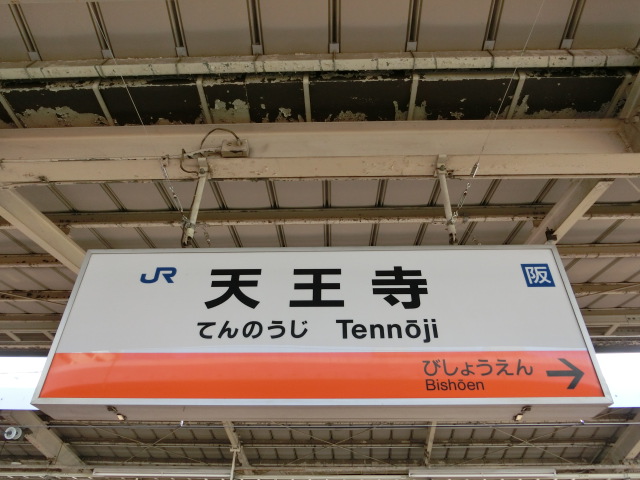 JR 天王寺 阪
てんのうじ Tennōji
びしょうえん
Bishōen